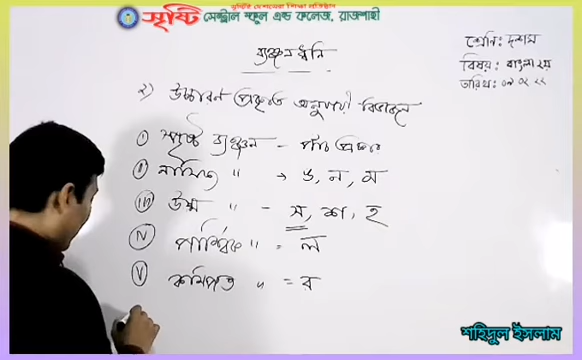 সৃষ্টি সেন্ট্রাল স্কুল এন্ড কলেজ, রাজশাহী
ব্যঞ্জনধ্বনি
শ্রেণি: দশম
বিষয়: বাংলা ২য়
তারিখ:
২) উচ্চারণ প্রকৃতি অনুযায়ী বিভাজন
i স্পৃষ্ট ব্যঞ্জন - পাঁচ প্রকার
ii নাসিক্য " → ঙ, ন, ম
iii উষ্ম " - স, শ, হ
iv পার্শ্বিক " = ল
v কম্পিত " = র
শহিদুল ইসলাম